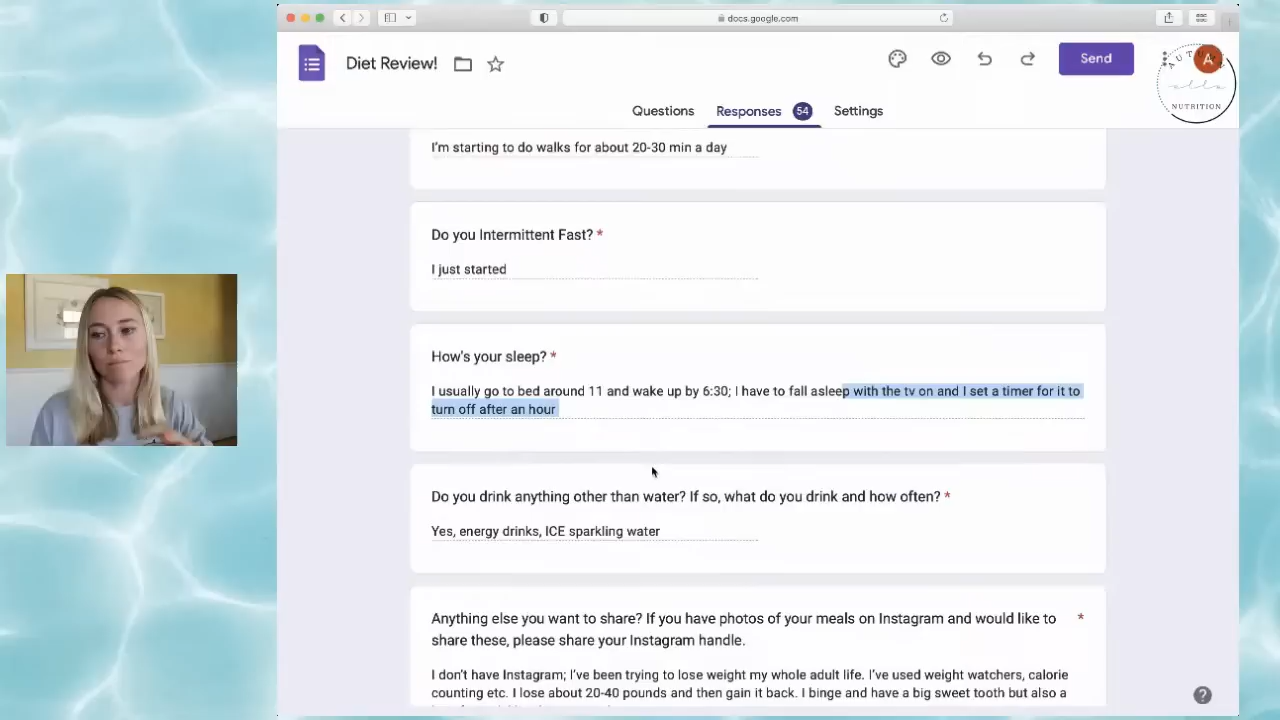 docs.google.com
Diet Review!
Send
A
AUTUMN
elle
NUTRITION
Questions
Responses 54
Settings
I'm starting to do walks for about 20-30 min a day
Do you Intermittent Fast? *
I just started
How's your sleep? *
I usually go to bed around 11 and wake up by 6:30; I have to fall asleep with the tv on and I set a timer for it to
turn off after an hour
Do you drink anything other than water? If so, what do you drink and how often? *
Yes, energy drinks, ICE sparkling water
Anything else you want to share? If you have photos of your meals on Instagram and would like to *
share these, please share your Instagram handle.
I don't have Instagram; I've been trying to lose weight my whole adult life. I've used weight watchers, calorie
counting etc. I lose about 20-40 pounds and then gain it back. I binge and have a big sweet tooth but also a